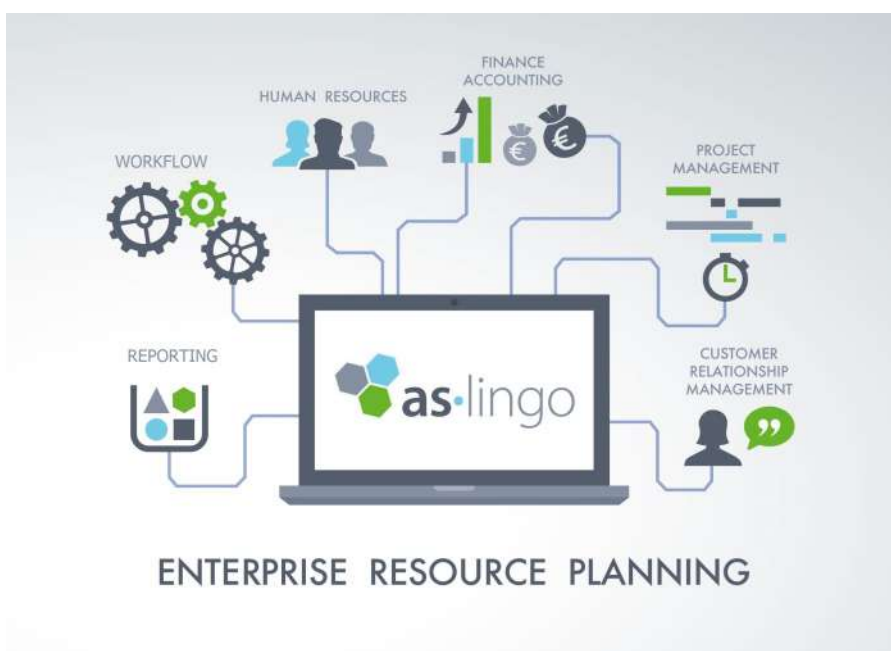 FINANCE
ACCOUNTING
HUMAN RESOURCES
PROJECT
MANAGEMENT
WORKFLOW
REPORTING
CUSTOMER
RELATIONSHIP
MANAGEMENT
as·lingo
ENTERPRISE RESOURCE PLANNING